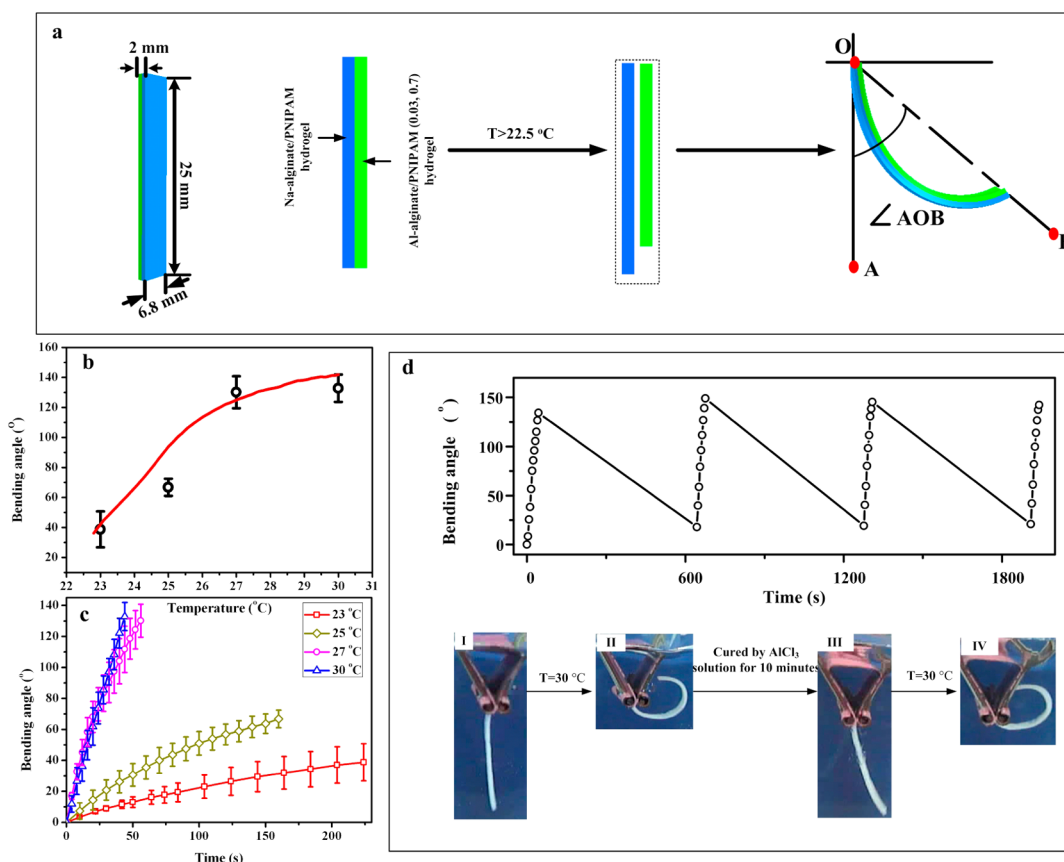 a
2 mm
25 mm
6.8 mm
Na-alginate/PNIPAM
hydrogel
Al-alginate/PNIPAM (0.03, 0.7)
hydrogel
T>22.5 °C
O
∠ AOB
A
b
160
140
120
100
80
60
40
20
Bending angle (°)
22 23 24 25 26 27 28 29 30 31
Temperature (°C)
c
140
120
100
80
60
40
20
0
Bending angle (°)
23 °C
25 °C
27 °C
30 °C
0 50 100 150 200
Time (s)
d
150
100
50
0
Bending angle (°)
0 600 1200 1800
Time (s)
I
T=30 °C
II
Cured by AlCl3
solution for 10 minutes
III
T=30 °C
IV